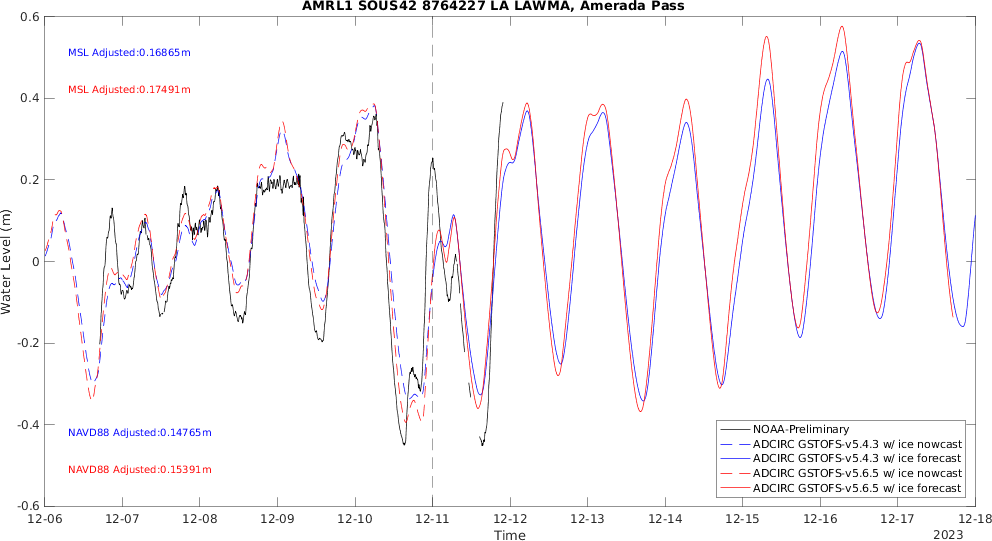 AMRL1 SOUS42 8764227 LA LAWMA, Amerada Pass
0.6
0.4
0.2
0
-0.2
-0.4
-0.6
Water Level (m)
MSL Adjusted:0.16865m
MSL Adjusted:0.17491m
NAVD88 Adjusted:0.14765m
NAVD88 Adjusted:0.15391m
NOAA-Preliminary
ADCIRC GSTOFS-v5.4.3 w/ ice nowcast
ADCIRC GSTOFS-v5.4.3 w/ ice forecast
ADCIRC GSTOFS-v5.6.5 w/ ice nowcast
ADCIRC GSTOFS-v5.6.5 w/ ice forecast
12-06 12-07 12-08 12-09 12-10 12-11 12-12 12-13 12-14 12-15 12-16 12-17 12-18
Time
2023